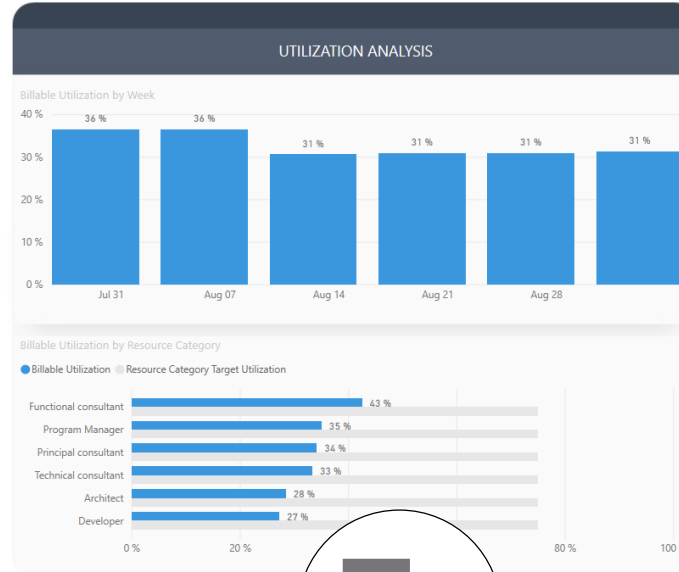 UTILIZATION ANALYSIS
Billable Utilization by Week
40 %
36 %
36 %
31 %
31 %
31 %
31 %
30 %
20 %
10 %
0 %
Jul 31
Aug 07
Aug 14
Aug 21
Aug 28
Billable Utilization by Resource Category
Billable Utilization
Resource Category Target Utilization
Functional consultant
43 %
Program Manager
35 %
Principal consultant
34 %
Technical consultant
33 %
Architect
28 %
Developer
27 %
0 %
20 %
80 %
100